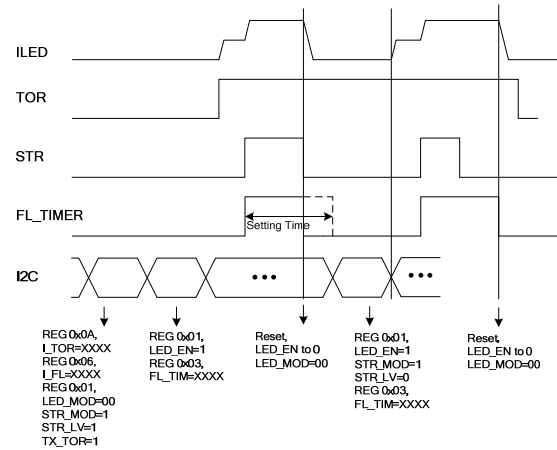 ILED
TOR
STR
FL_TIMER
Setting Time
I2C
•••
•••
REG 0x0A,
I_TOR=XXXX
REG 0x06,
I_FL=XXXX
REG 0x01,
LED_MOD=00
STR_MOD=1
STR_LV=1
TX_TOR=1
REG 0x01,
LED_EN=1
REG 0x03,
FL_TIM=XXXX
Reset,
LED_EN to 0
LED_MOD=00
REG 0x01,
LED_EN=1
STR_MOD=1
STR_LV=0
REG 0x03,
FL_TIM=XXXX
Reset,
LED_EN to 0
LED_MOD=00